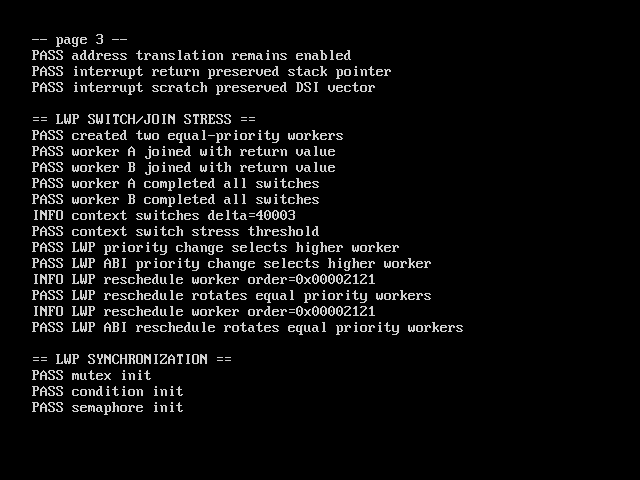 -- page 3 --
PASS address translation remains enabled
PASS interrupt return preserved stack pointer
PASS interrupt scratch preserved DSI vector
== LWP SWITCH/JOIN STRESS ==
PASS created two equal-priority workers
PASS worker A joined with return value
PASS worker B joined with return value
PASS worker A completed all switches
PASS worker B completed all switches
INFO context switches delta=40003
PASS context switch stress threshold
PASS LWP priority change selects higher worker
PASS LWP ABI priority change selects higher worker
INFO LWP reschedule worker order=0x00002121
PASS LWP reschedule rotates equal priority workers
INFO LWP reschedule worker order=0x00002121
PASS LWP ABI reschedule rotates equal priority workers
== LWP SYNCHRONIZATION ==
PASS mutex init
PASS condition init
PASS semaphore init